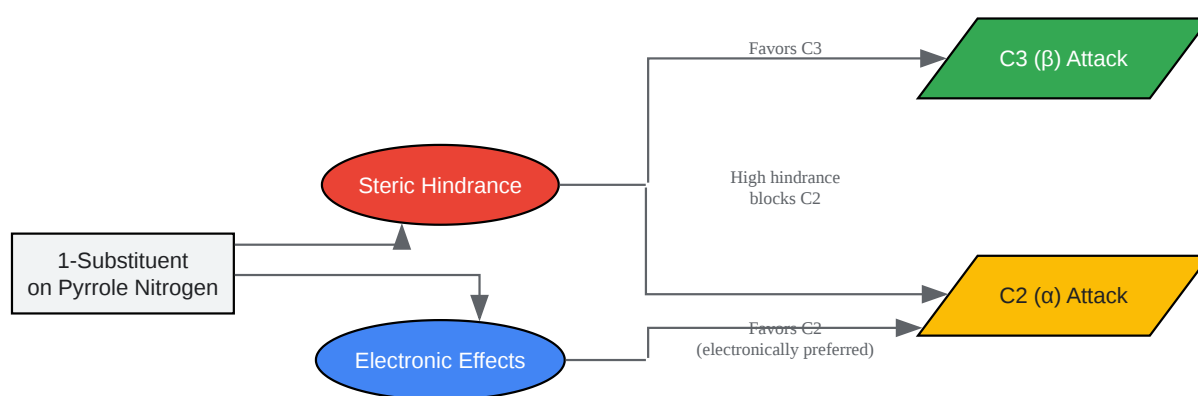 Favors C3
C3 (β) Attack
Steric Hindrance
High hindrance
blocks C2
1-Substituent
on Pyrrole Nitrogen
C2 (α) Attack
Favors C2
(electronically preferred)
Electronic Effects